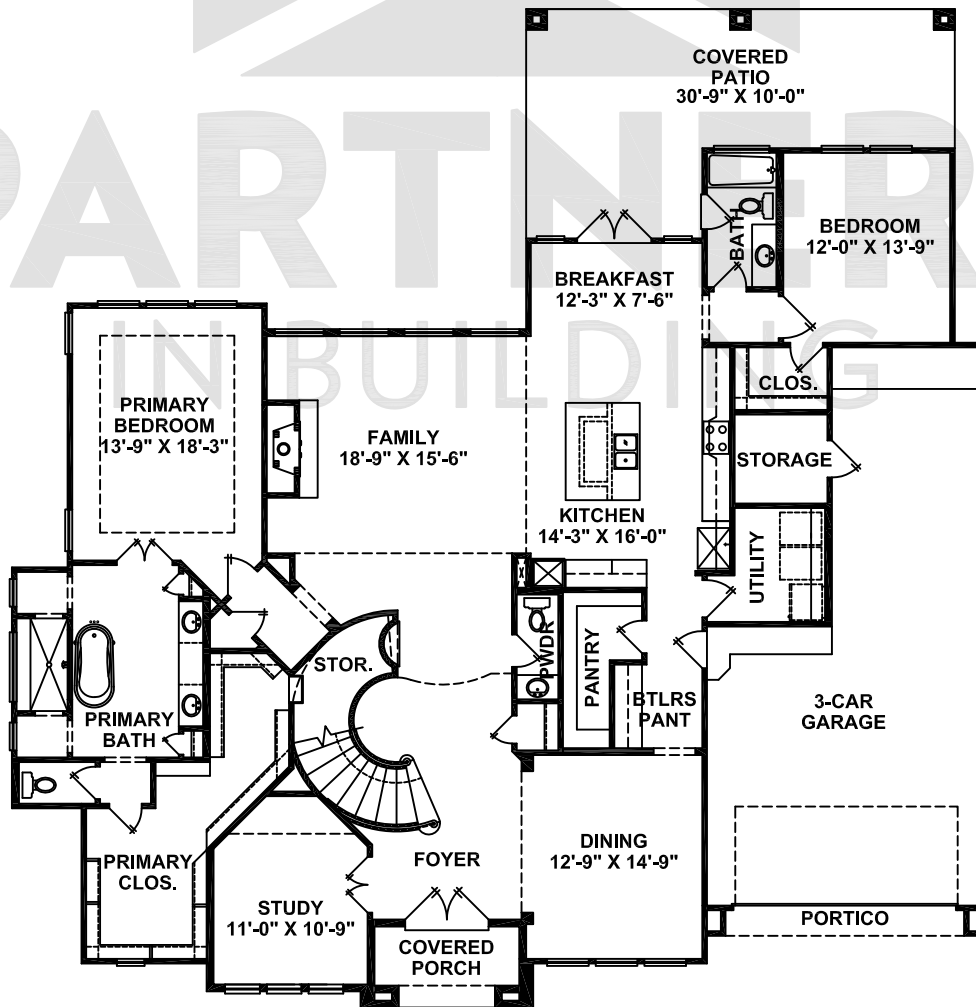 COVERED
PATIO
30'-9" X 10'-0"
PARTNER
IN BUILDING
BATH
BEDROOM
12'-0" X 13'-9"
BREAKFAST
12'-3" X 7'-6"
CLOS.
PRIMARY
BEDROOM
13'-9" X 18'-3"
FAMILY
18'-9" X 15'-6"
STORAGE
KITCHEN
14'-3" X 16'-0"
UTILITY
STOR.
PWDR
PANTRY
BTLRS
PANT
3-CAR
GARAGE
PRIMARY
BATH
PRIMARY
CLOS.
FOYER
DINING
12'-9" X 14'-9"
STUDY
11'-0" X 10'-9"
COVERED
PORCH
PORTICO